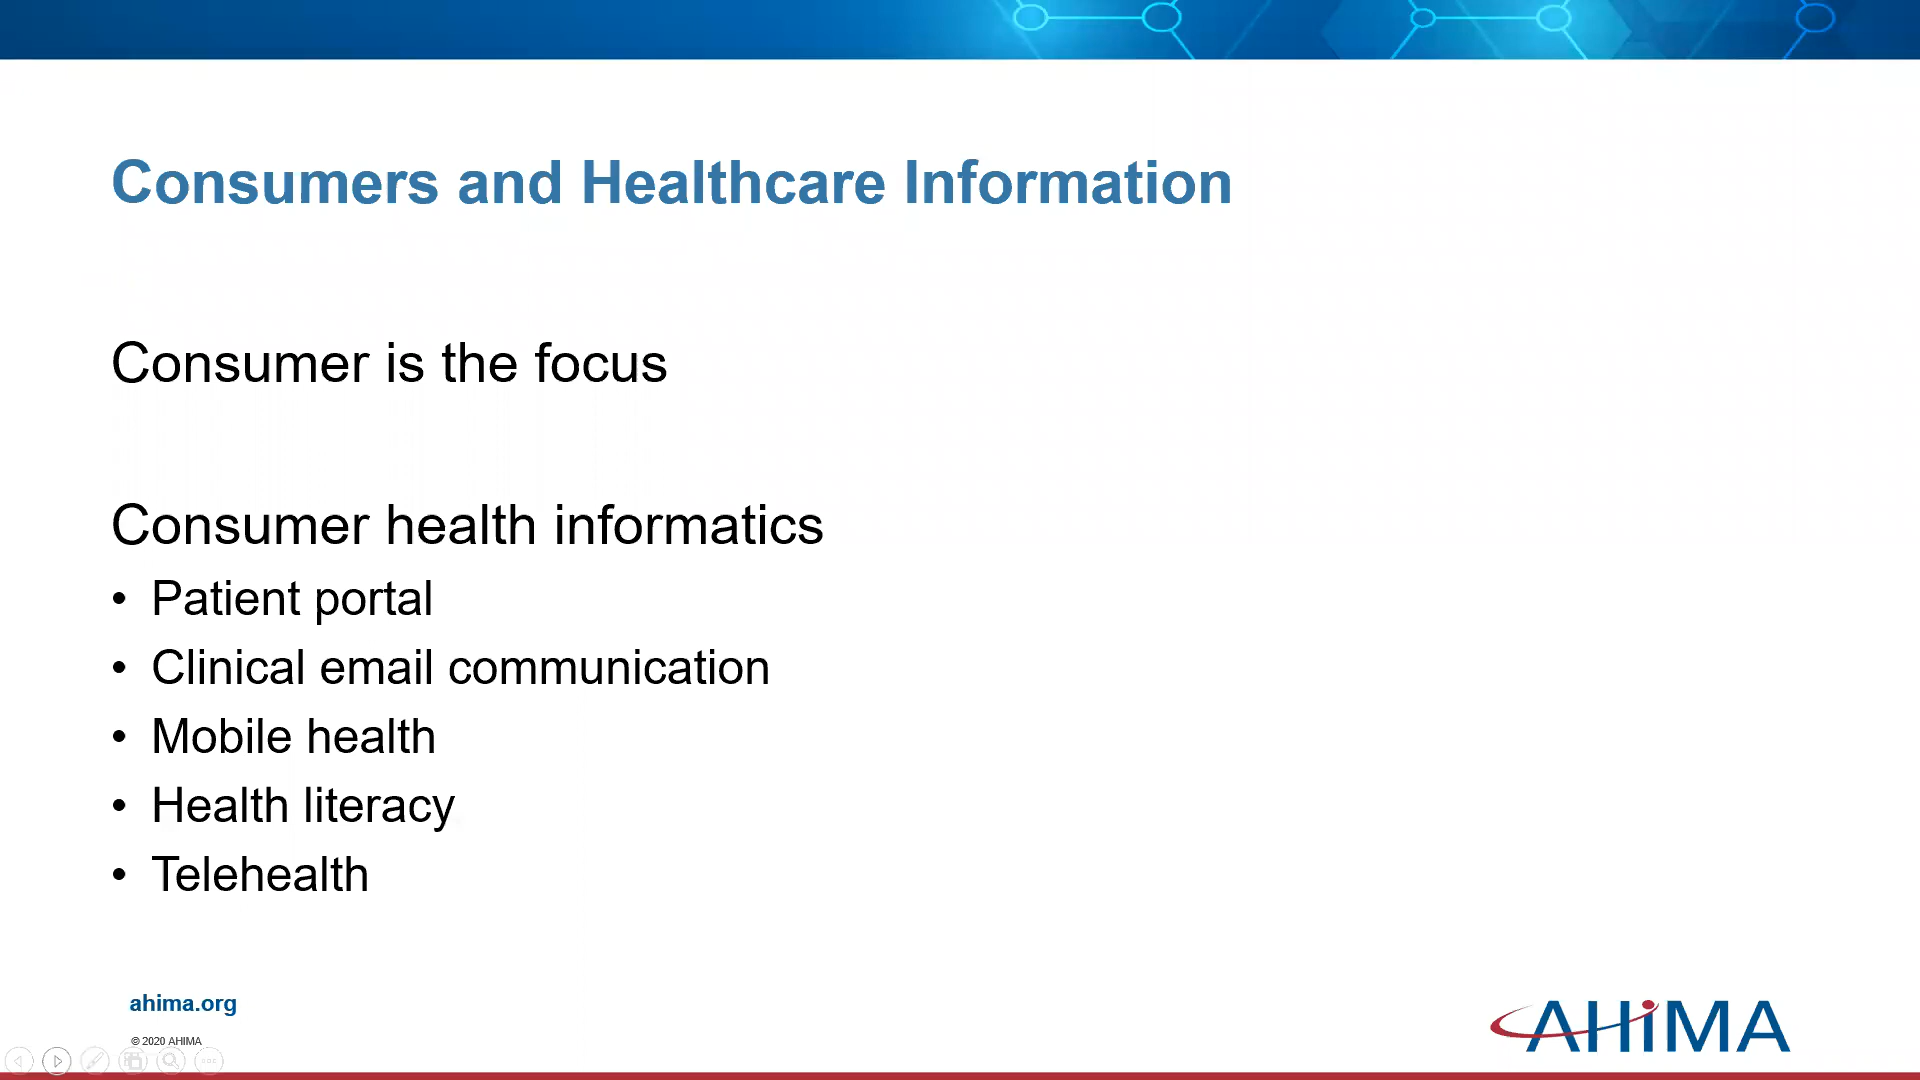 Consumers and Healthcare Information
Consumer is the focus
Consumer health informatics
• Patient portal
• Clinical email communication
• Mobile health
• Health literacy
• Telehealth
ahima.org
© 2020 AHIMA
AHiMA